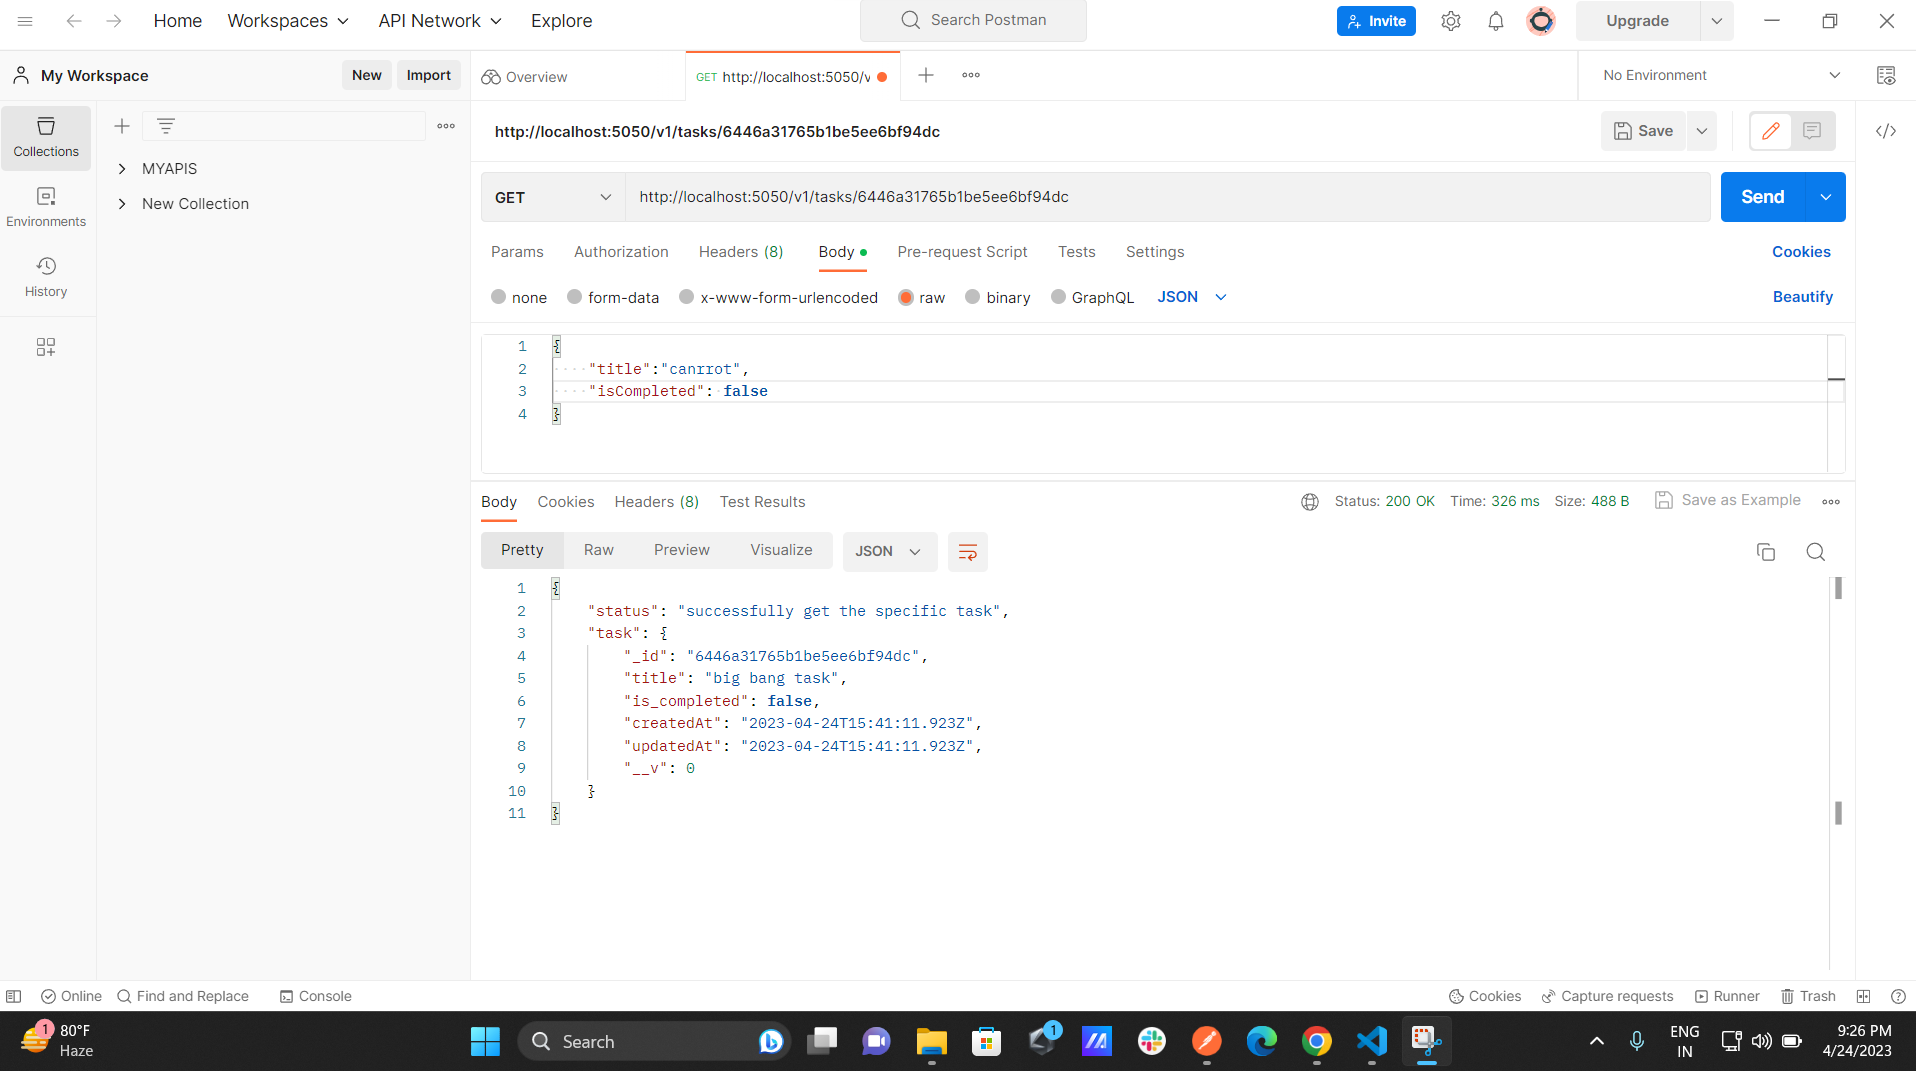 Home Workspaces API Network Explore Search Postman Invite Upgrade
My Workspace New Import Overview GET http://localhost:5050/v No Environment
http://localhost:5050/v1/tasks/6446a31765b1be5ee6bf94dc Save
Collections
MYAPIS
New Collection
Environments
History
GET http://localhost:5050/v1/tasks/6446a31765b1be5ee6bf94dc Send
Params Authorization Headers (8) Body Pre-request Script Tests Settings Cookies
none form-data x-www-form-urlencoded raw binary GraphQL JSON Beautify
1 {
2 "title":"canrrot",
3 "isCompleted": false
4 }
Body Cookies Headers (8) Test Results Status: 200 OK Time: 326 ms Size: 488 B Save as Example
Pretty Raw Preview Visualize JSON
1 {
2 "status": "successfully get the specific task",
3 "task": {
4 "_id": "6446a31765b1be5ee6bf94dc",
5 "title": "big bang task",
6 "is_completed": false,
7 "createdAt": "2023-04-24T15:41:11.923Z",
8 "updatedAt": "2023-04-24T15:41:11.923Z",
9 "__v": 0
10 }
11 }
Online Find and Replace Console Cookies Capture requests Runner Trash
1 80°F
Haze
Search
1
ENG
IN
9:26 PM
4/24/2023